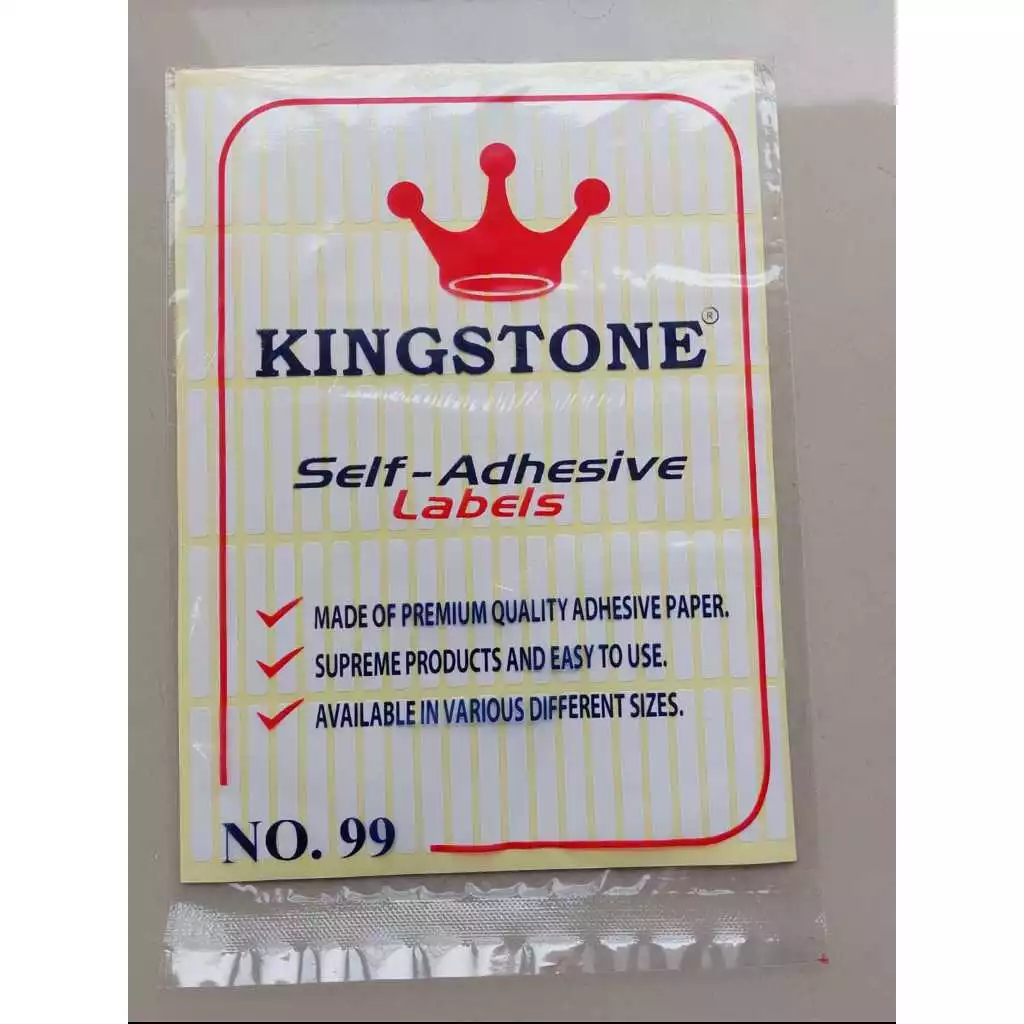 KINGSTONE®
Self-Adhesive
Labels
MADE OF PREMIUM QUALITY ADHESIVE PAPER.
SUPREME PRODUCTS AND EASY TO USE.
AVAILABLE IN VARIOUS DIFFERENT SIZES.
NO. 99